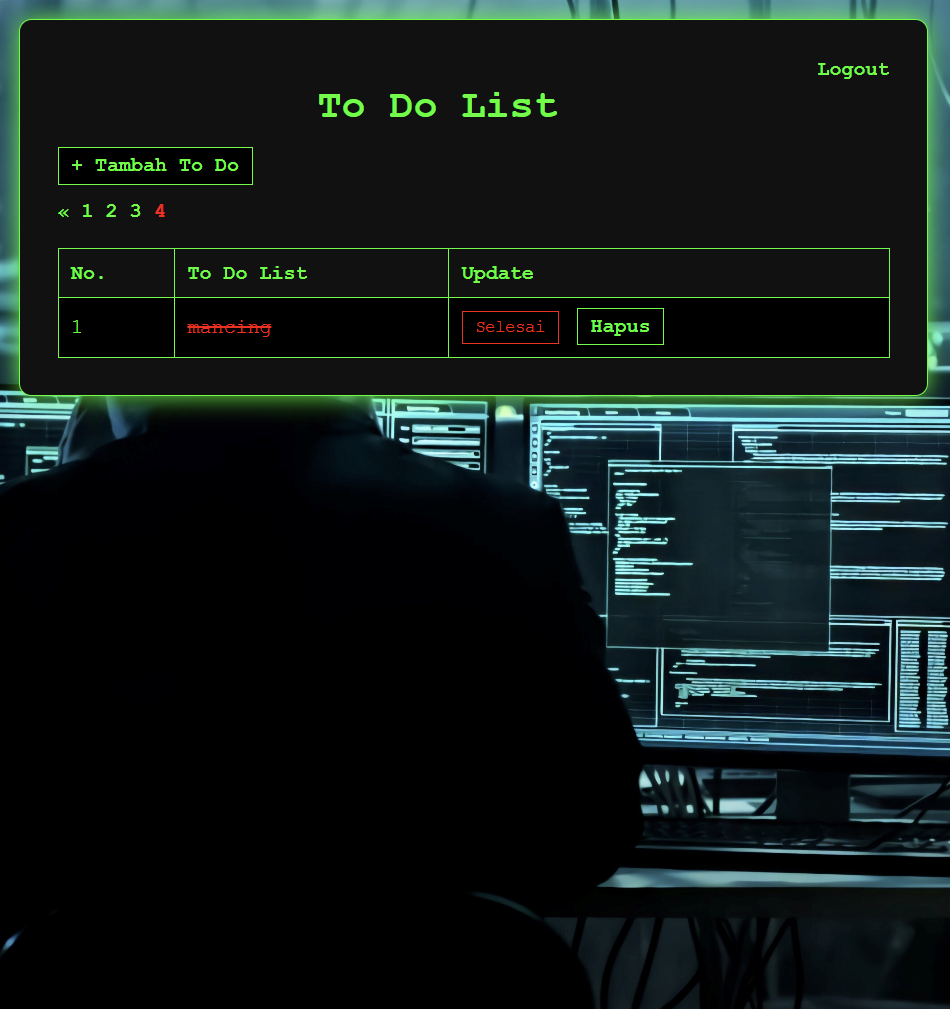 Logout
To Do List
+ Tambah To Do
« 1 2 3 4
No. To Do List Update
1 mancing Selesai Hapus